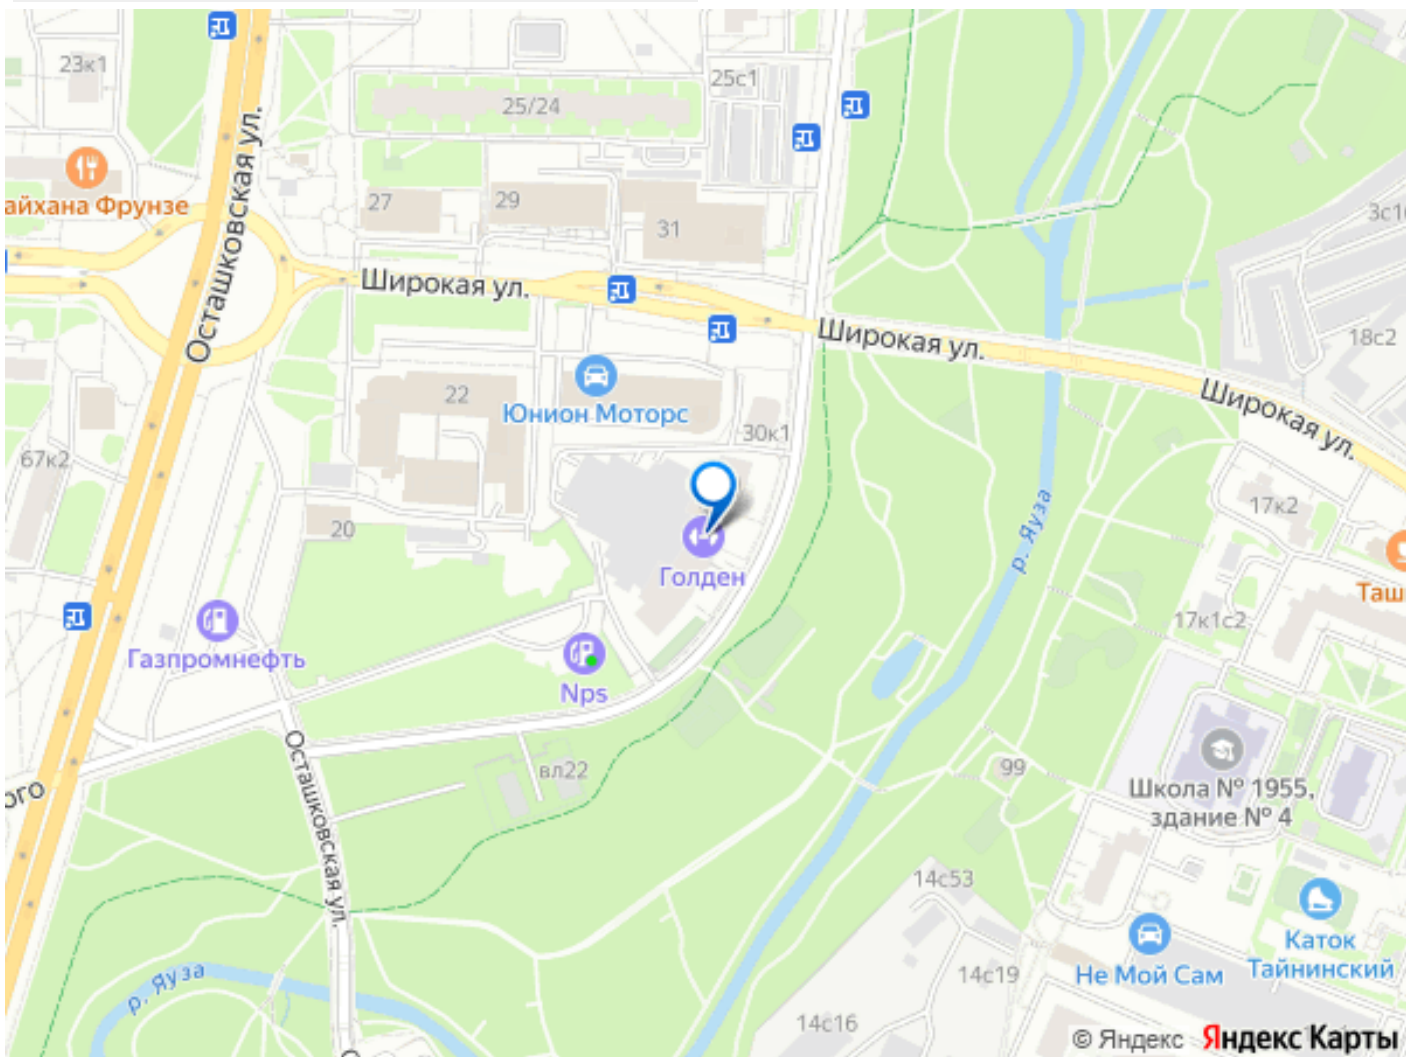 23к1
25с1
25/24
Осташковская ул.
айхана Фрунзе
27
29
31
3с1
Широкая ул.
Широкая ул.
18с2
Широкая ул.
22
Юнион Моторс
30к1
67к2
17к2
20
р. Яуза
Голден
Таш
17к1с2
Газпромнефть
Nps
Осташковская ул.
вл22
99
ого
Школа № 1955,
здание № 4
14с53
Каток
Тайнинский
Не Мой Сам
14с19
р. Яуза
14с16
© Яндекс Яндекс Карты